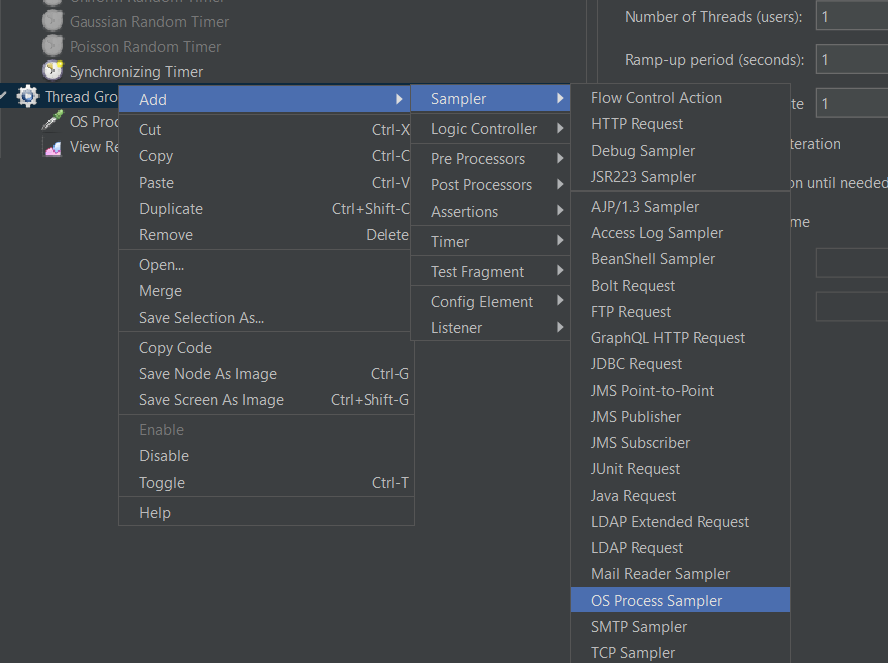 Uniform Random Timer
Gaussian Random Timer
Poisson Random Timer
Synchronizing Timer
Thread Gro
OS Proc
View Re
Add
Cut Ctrl-X
Copy Ctrl-C
Paste Ctrl-V
Duplicate Ctrl+Shift-C
Remove Delete
Open...
Merge
Save Selection As...
Copy Code
Save Node As Image Ctrl-G
Save Screen As Image Ctrl+Shift-G
Enable
Disable
Toggle Ctrl-T
Help
Sampler
Logic Controller
Pre Processors
Post Processors
Assertions
Timer
Test Fragment
Config Element
Listener
Flow Control Action
HTTP Request
Debug Sampler
JSR223 Sampler
AJP/1.3 Sampler
Access Log Sampler
BeanShell Sampler
Bolt Request
FTP Request
GraphQL HTTP Request
JDBC Request
JMS Point-to-Point
JMS Publisher
JMS Subscriber
JUnit Request
Java Request
LDAP Extended Request
LDAP Request
Mail Reader Sampler
OS Process Sampler
SMTP Sampler
TCP Sampler
Number of Threads (users): 1
Ramp-up period (seconds): 1
te 1
teration
on until needed
me